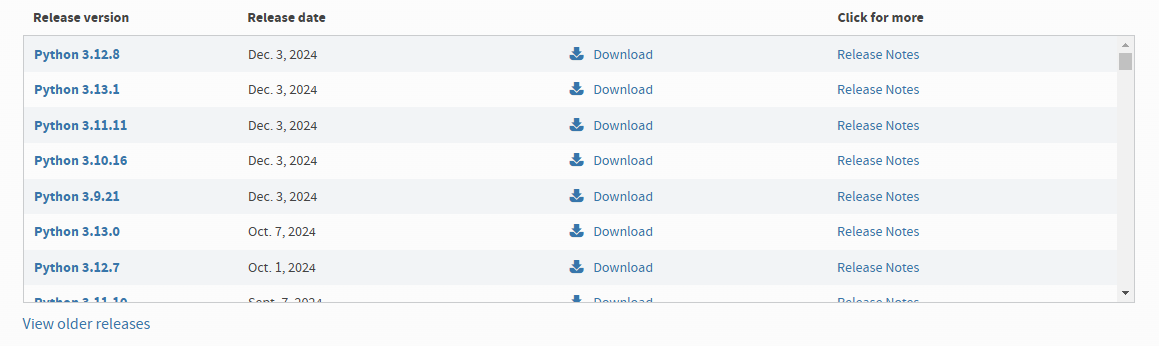 Release version Release date Click for more
Python 3.12.8 Dec. 3, 2024 Download Release Notes
Python 3.13.1 Dec. 3, 2024 Download Release Notes
Python 3.11.11 Dec. 3, 2024 Download Release Notes
Python 3.10.16 Dec. 3, 2024 Download Release Notes
Python 3.9.21 Dec. 3, 2024 Download Release Notes
Python 3.13.0 Oct. 7, 2024 Download Release Notes
Python 3.12.7 Oct. 1, 2024 Download Release Notes
Python 3.11.10 Sept. 7, 2024 Download Release Notes
View older releases